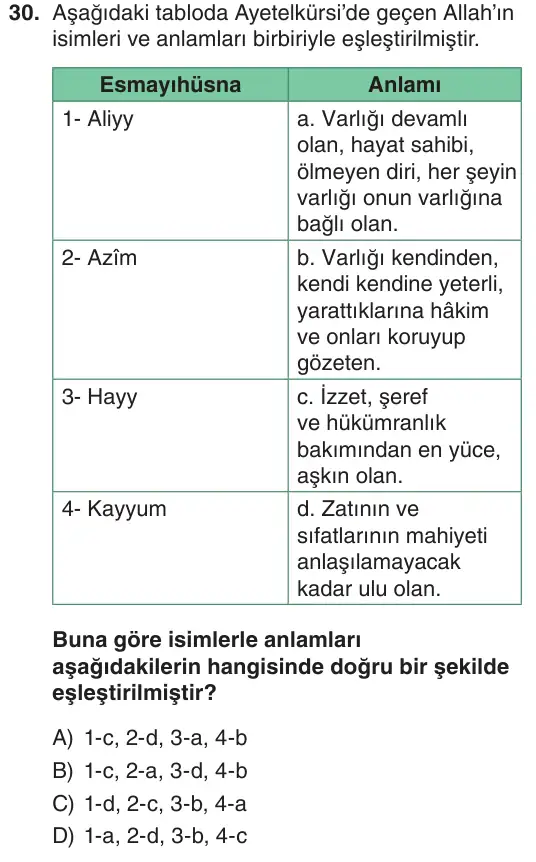 30. Aşağıdaki tabloda Ayetelkürsi’de geçen Allah’ın
isimleri ve anlamları birbiriyle eşleştirilmiştir.
Esmayıhüsna
Anlamı
1- Aliyy
a. Varlığı devamlı
olan, hayat sahibi,
ölmeyen diri, her şeyin
varlığı onun varlığına
bağlı olan.
2- Azîm
b. Varlığı kendinden,
kendi kendine yeterli,
yarattıklarına hâkim
ve onları koruyup
gözeten.
3- Hayy
c. İzzet, şeref
ve hükümranlık
bakımından en yüce,
aşkın olan.
4- Kayyum
d. Zatının ve
sıfatlarının mahiyeti
anlaşılamayacak
kadar ulu olan.
Buna göre isimlerle anlamları
aşağıdakilerin hangisinde doğru bir şekilde
eşleştirilmiştir?
A) 1-c, 2-d, 3-a, 4-b
B) 1-c, 2-a, 3-d, 4-b
C) 1-d, 2-c, 3-b, 4-a
D) 1-a, 2-d, 3-b, 4-c